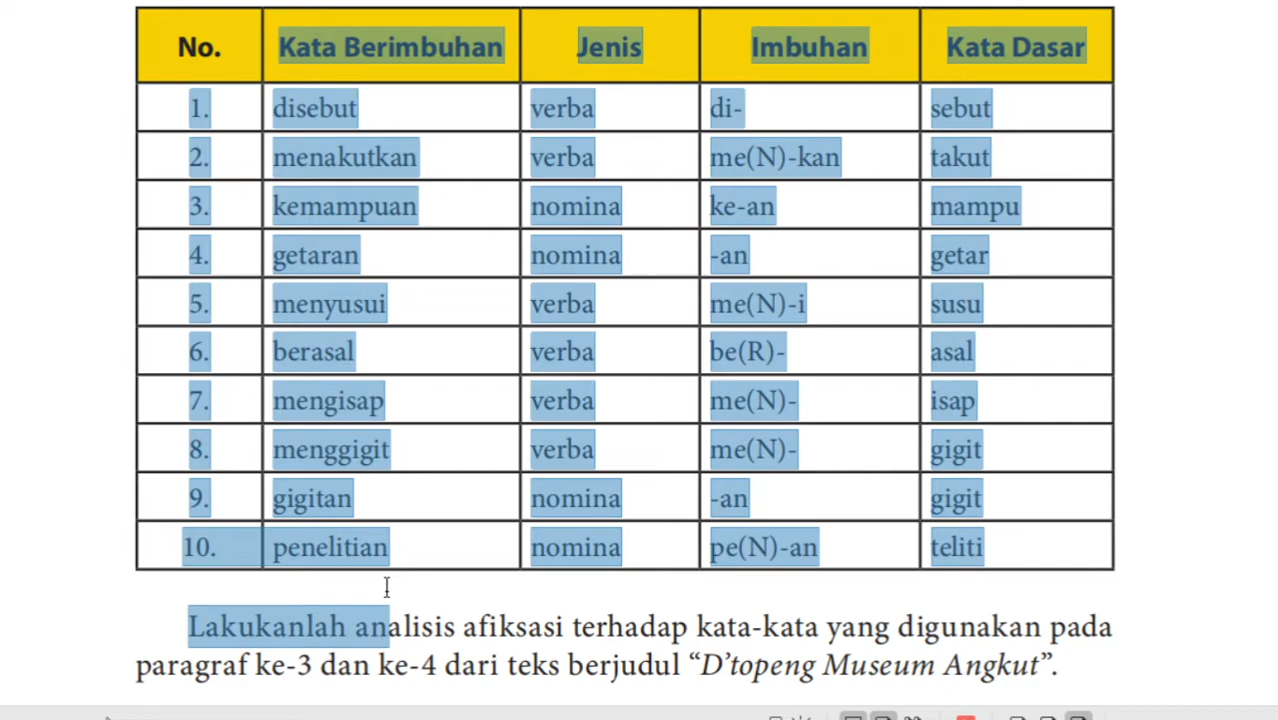 No. Kata Berimbuhan Jenis Imbuhan Kata Dasar
1. disebut verba di- sebut
2. menakutkan verba me(N)-kan takut
3. kemampuan nomina ke-an mampu
4. getaran nomina -an getar
5. menyusui verba me(N)-i susu
6. berasal verba be(R)- asal
7. mengisap verba me(N)- isap
8. menggigit verba me(N)- gigit
9. gigitan nomina -an gigit
10. penelitian nomina pe(N)-an teliti
Lakukanlah analisis afiksasi terhadap kata-kata yang digunakan pada
paragraf ke-3 dan ke-4 dari teks berjudul “D’topeng Museum Angkut”.